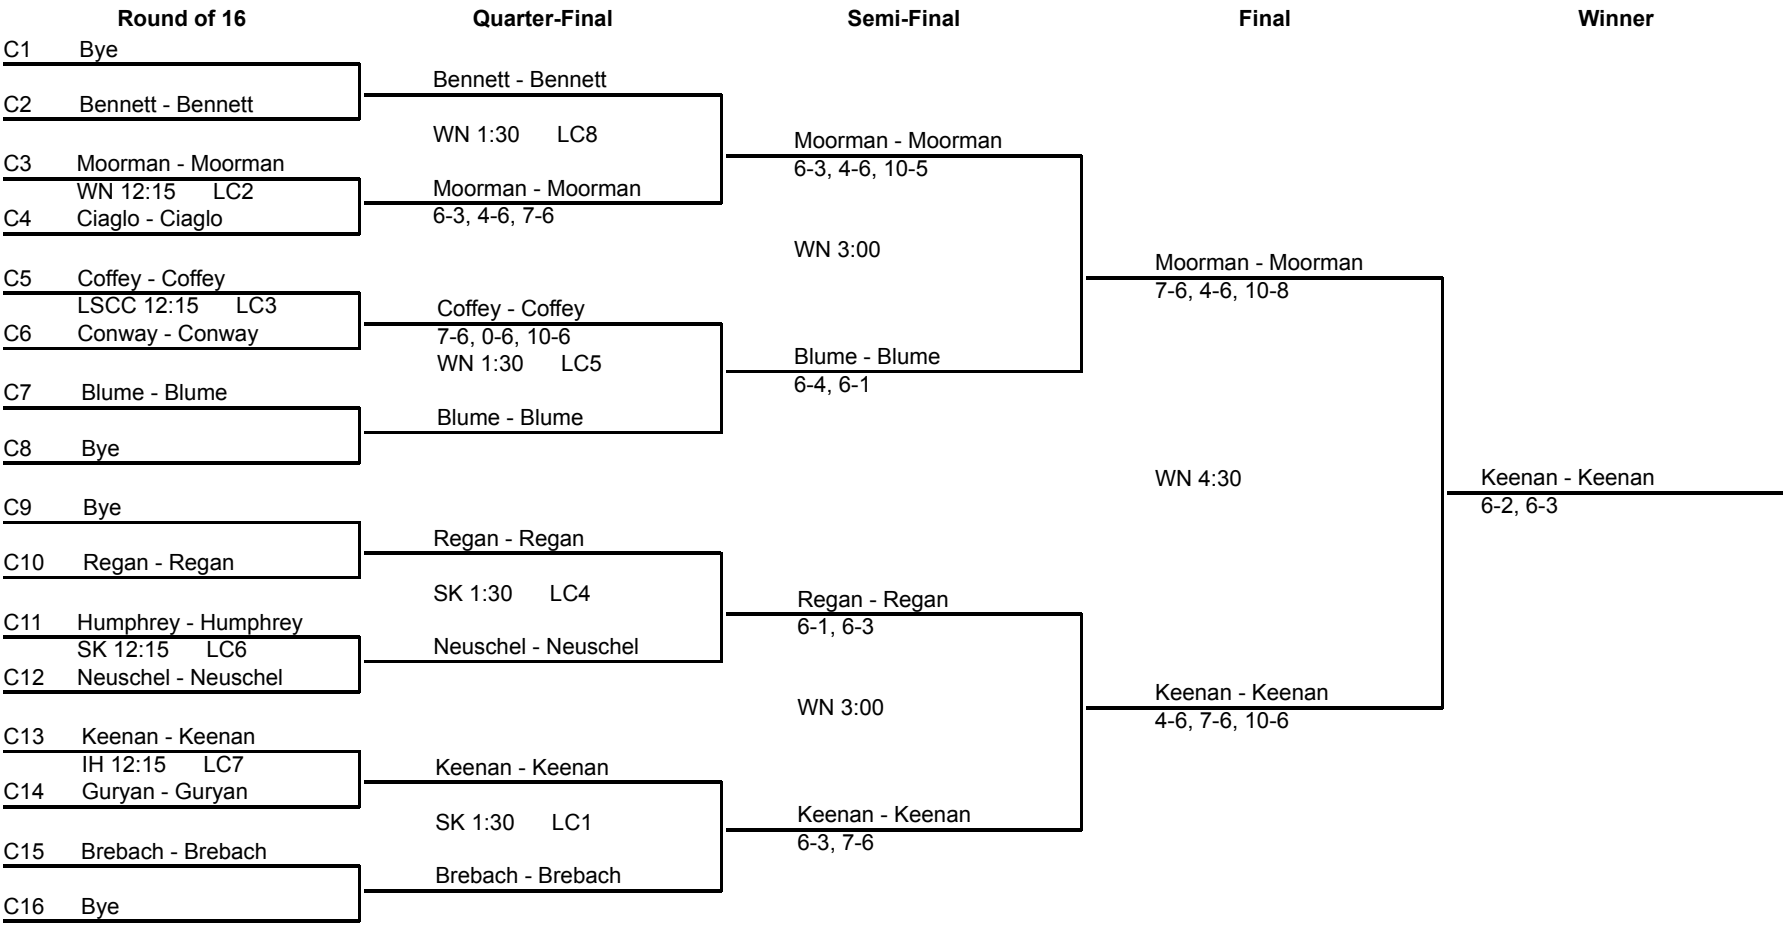 Round of 16 Quarter-Final Semi-Final Final Winner
C1 Bye
C2 Bennett - Bennett
C3 Moorman - Moorman
WN 12:15 LC2
C4 Ciaglo - Ciaglo
C5 Coffey - Coffey
LSCC 12:15 LC3
C6 Conway - Conway
C7 Blume - Blume
C8 Bye
C9 Bye
C10 Regan - Regan
C11 Humphrey - Humphrey
SK 12:15 LC6
C12 Neuschel - Neuschel
C13 Keenan - Keenan
IH 12:15 LC7
C14 Guryan - Guryan
C15 Brebach - Brebach
C16 Bye
Bennett - Bennett
WN 1:30 LC8
Moorman - Moorman
6-3, 4-6, 7-6
Coffey - Coffey
7-6, 0-6, 10-6
WN 1:30 LC5
Blume - Blume
Regan - Regan
SK 1:30 LC4
Neuschel - Neuschel
Keenan - Keenan
SK 1:30 LC1
Brebach - Brebach
Moorman - Moorman
6-3, 4-6, 10-5
WN 3:00
Blume - Blume
6-4, 6-1
Regan - Regan
6-1, 6-3
WN 3:00
Keenan - Keenan
6-3, 7-6
Moorman - Moorman
7-6, 4-6, 10-8
WN 4:30
Keenan - Keenan
4-6, 7-6, 10-6
Keenan - Keenan
6-2, 6-3